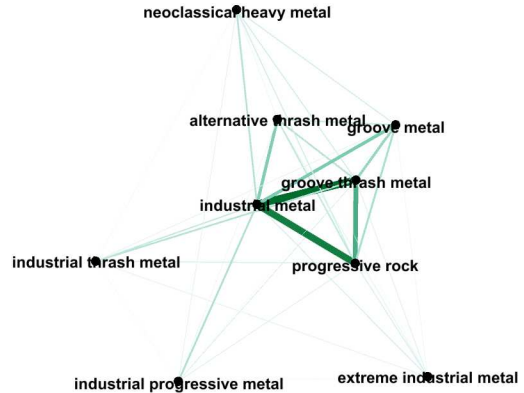 neoclassical heavy metal
alternative thrash metal
groove metal
groove thrash metal
industrial metal
industrial thrash metal
progressive rock
industrial progressive metal
extreme industrial metal